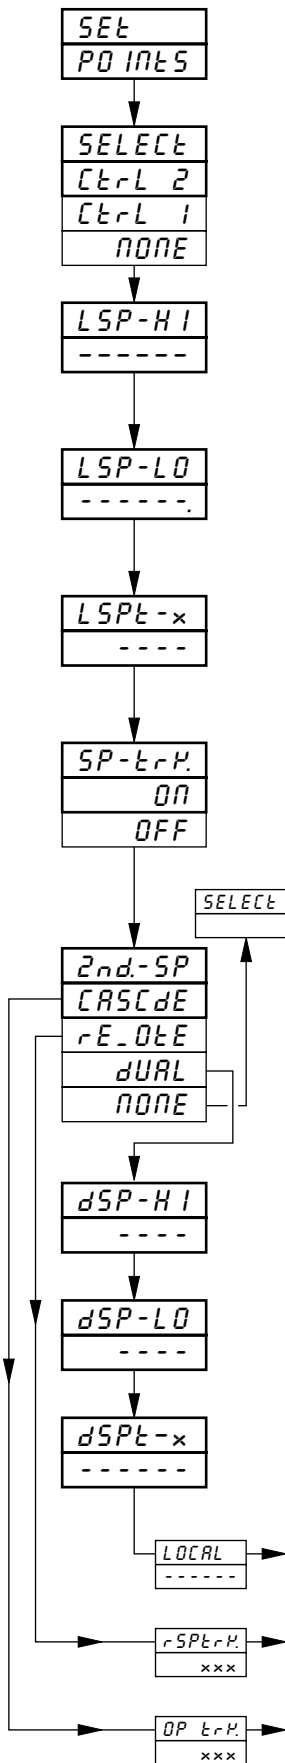 SEt
POINtS
SELECt
CtrL 2
CtrL 1
NONE
LSP-HI
------
LSP-LO
------.
LSPt-x
----
SP-trK.
ON
OFF
SELECt
2nd.-SP
CASCdE
rE_OtE
dUAL
NONE
dSP-HI
----
dSP-LO
----
dSPt-x
------
LOCAL
------
rSPtrK.
xxx
OP trK.
xxx